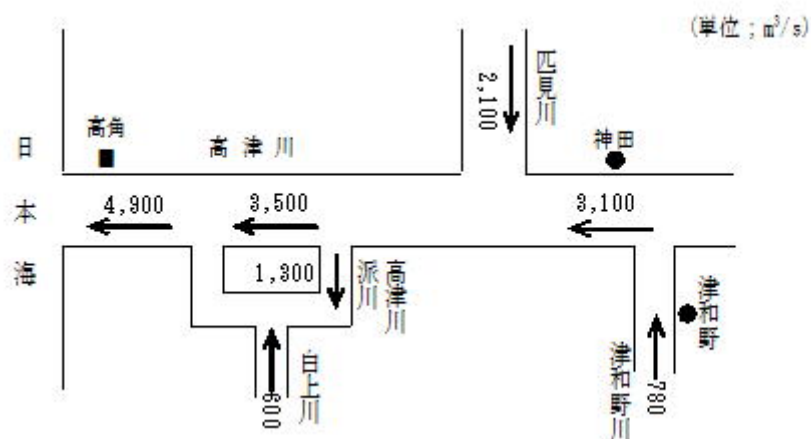 (単位；m³/s)
匹見川
2,100
高角
高津川
神田
日本海
4,900
3,500
3,100
1,300
高津川
派川
津和野
白上川
600
津和野川
780